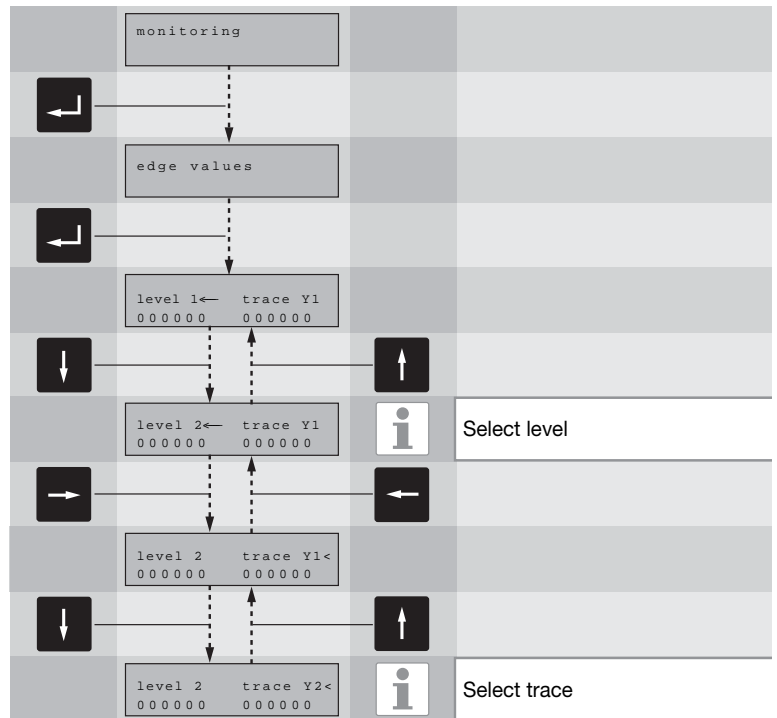 monitoring
edge values
level 1← trace Y1
000000 000000
level 2← trace Y1
000000 000000
Select level
level 2 trace Y1<
000000 000000
level 2 trace Y2<
000000 000000
Select trace